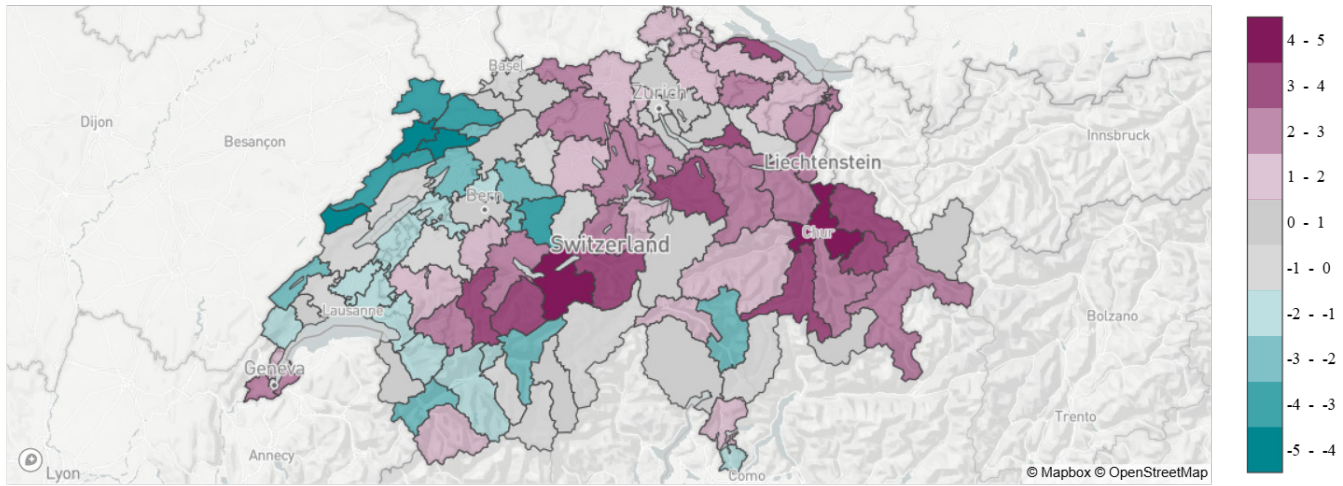 Basel
Dijon
Zurich
Besançon
Innsbruck
Liechtenstein
Bern
Chur
Switzerland
Lausanne
Bolzano
Geneva
Trento
Annecy
Lyon
Como
© Mapbox © OpenStreetMap
4 - 5
3 - 4
2 - 3
1 - 2
0 - 1
-1 - 0
-2 - -1
-3 - -2
-4 - -3
-5 - -4